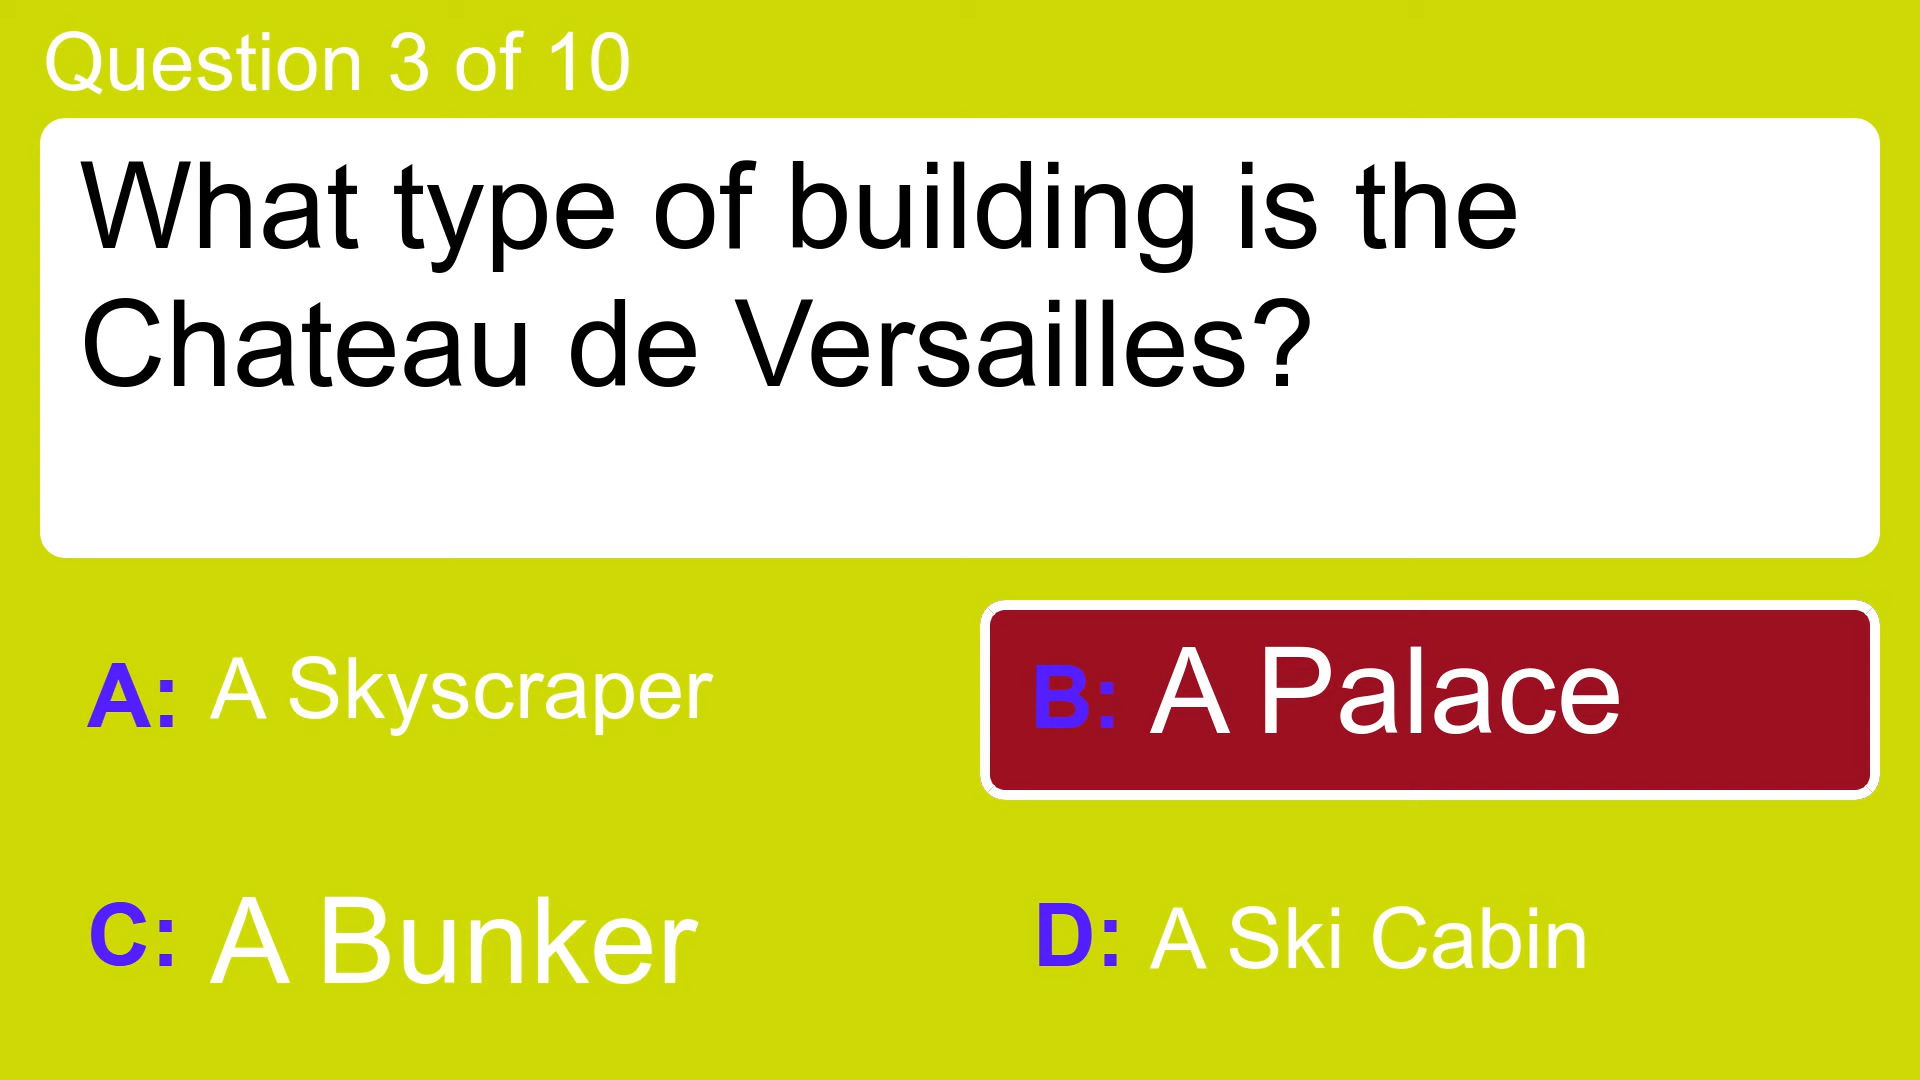 Question 3 of 10
What type of building is the
Chateau de Versailles?
A: A Skyscraper
B: A Palace
C: A Bunker
D: A Ski Cabin